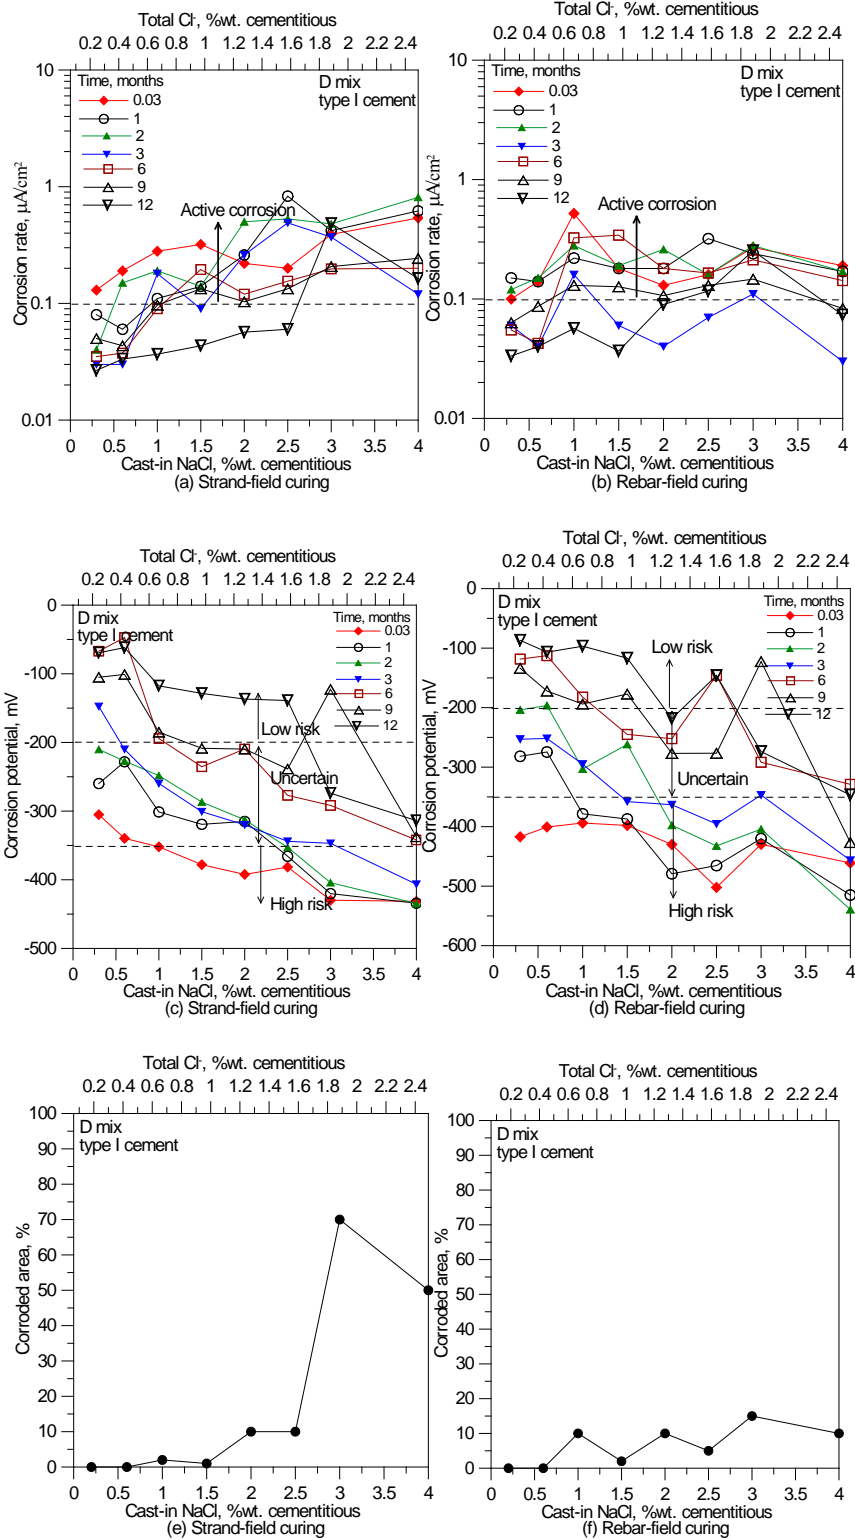 Total Cl-, %wt. cementitious
0.2 0.4 0.6 0.8 1 1.2 1.4 1.6 1.8 2 2.2 2.4
10
1
0.1
0.01
Corrosion rate, µA/cm²
Time, months
0.03
1
2
3
6
9
12
D mix
type I cement
Active corrosion
0 0.5 1 1.5 2 2.5 3 3.5 4
Cast-in NaCl, %wt. cementitious
(a) Strand-field curing
Total Cl-, %wt. cementitious
0.2 0.4 0.6 0.8 1 1.2 1.4 1.6 1.8 2 2.2 2.4
10
1
0.1
0.01
Corrosion rate, µA/cm²
Time, months
0.03
1
2
3
6
9
12
D mix
type I cement
Active corrosion
0 0.5 1 1.5 2 2.5 3 3.5 4
Cast-in NaCl, %wt. cementitious
(b) Rebar-field curing
Total Cl-, %wt. cementitious
0.2 0.4 0.6 0.8 1 1.2 1.4 1.6 1.8 2 2.2 2.4
0
-100
-200
-300
-400
-500
Corrosion potential, mV
D mix
type I cement
Time, months
0.03
1
2
3
6
9
12
Low risk
Uncertain
High risk
0 0.5 1 1.5 2 2.5 3 3.5 4
Cast-in NaCl, %wt. cementitious
(c) Strand-field curing
Total Cl-, %wt. cementitious
0.2 0.4 0.6 0.8 1 1.2 1.4 1.6 1.8 2 2.2 2.4
0
-100
-200
-300
-400
-500
-600
Corrosion potential, mV
D mix
type I cement
Time, months
0.03
1
2
3
6
9
12
Low risk
Uncertain
High risk
0 0.5 1 1.5 2 2.5 3 3.5 4
Cast-in NaCl, %wt. cementitious
(d) Rebar-field curing
Total Cl-, %wt. cementitious
0.2 0.4 0.6 0.8 1 1.2 1.4 1.6 1.8 2 2.2 2.4
100
90
80
70
60
50
40
30
20
10
0
Corroded area, %
D mix
type I cement
0 0.5 1 1.5 2 2.5 3 3.5 4
Cast-in NaCl, %wt. cementitious
(e) Strand-field curing
Total Cl-, %wt. cementitious
0.2 0.4 0.6 0.8 1 1.2 1.4 1.6 1.8 2 2.2 2.4
100
90
80
70
60
50
40
30
20
10
0
Corroded area, %
D mix
type I cement
0 0.5 1 1.5 2 2.5 3 3.5 4
Cast-in NaCl, %wt. cementitious
(f) Rebar-field curing